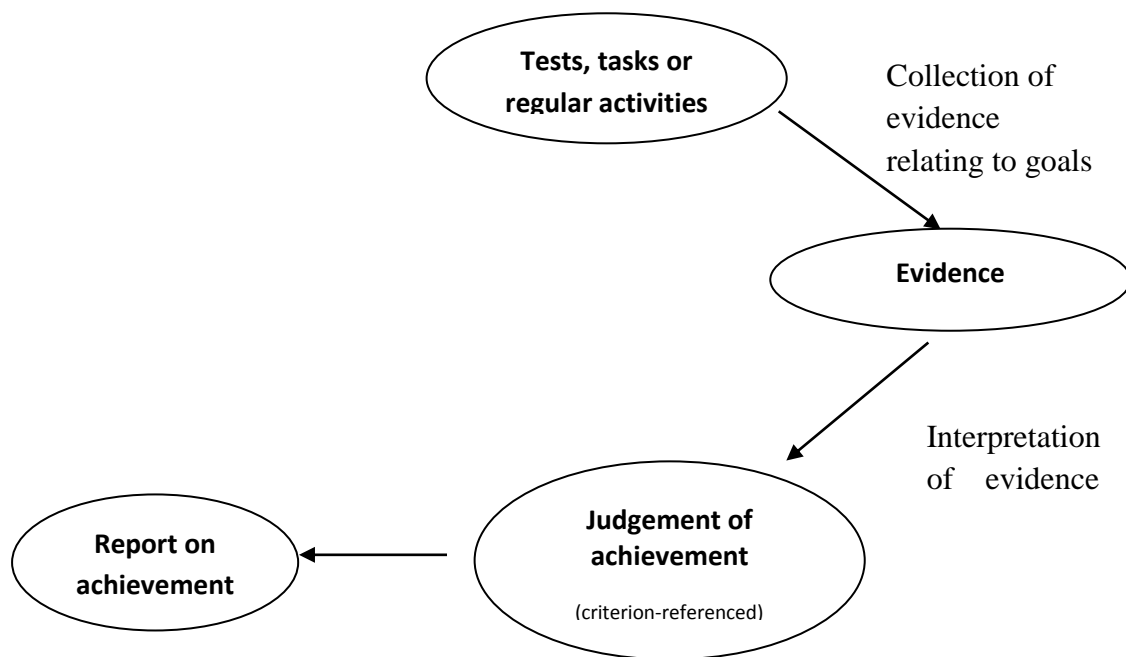 Tests, tasks or
regular activities
Collection of
evidence
relating to goals
Evidence
Interpretation
of evidence
Judgement of
achievement
(criterion-referenced)
Report on
achievement